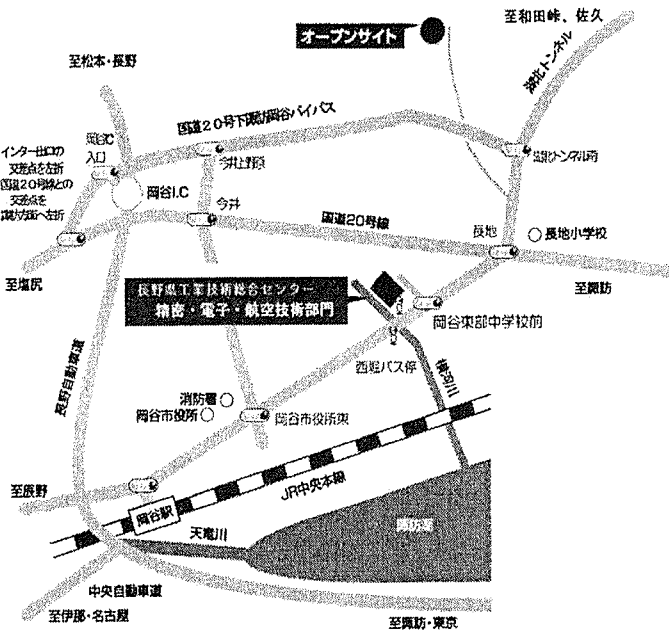 至和田峠、佐久
オープンサイト
湖北トンネル
至松本・長野
国道20号下諏訪岡谷バイパス
岡谷IC
入口
インター出口の
交差点を左折
国道20号線との
交差点を
諏訪方面へ左折
今井上野原
湖北トンネル前
岡谷I.C
今井
国道20号線
長地
長地小学校
至塩尻
至諏訪
長野県工業技術総合センター
精密・電子・航空技術部門
岡谷東部中学校前
長野自動車道
西堀バス停
横河川
消防署
岡谷市役所
岡谷市役所東
至辰野
JR中央本線
岡谷駅
天竜川
諏訪湖
中央自動車道
至伊那・名古屋
至諏訪・東京